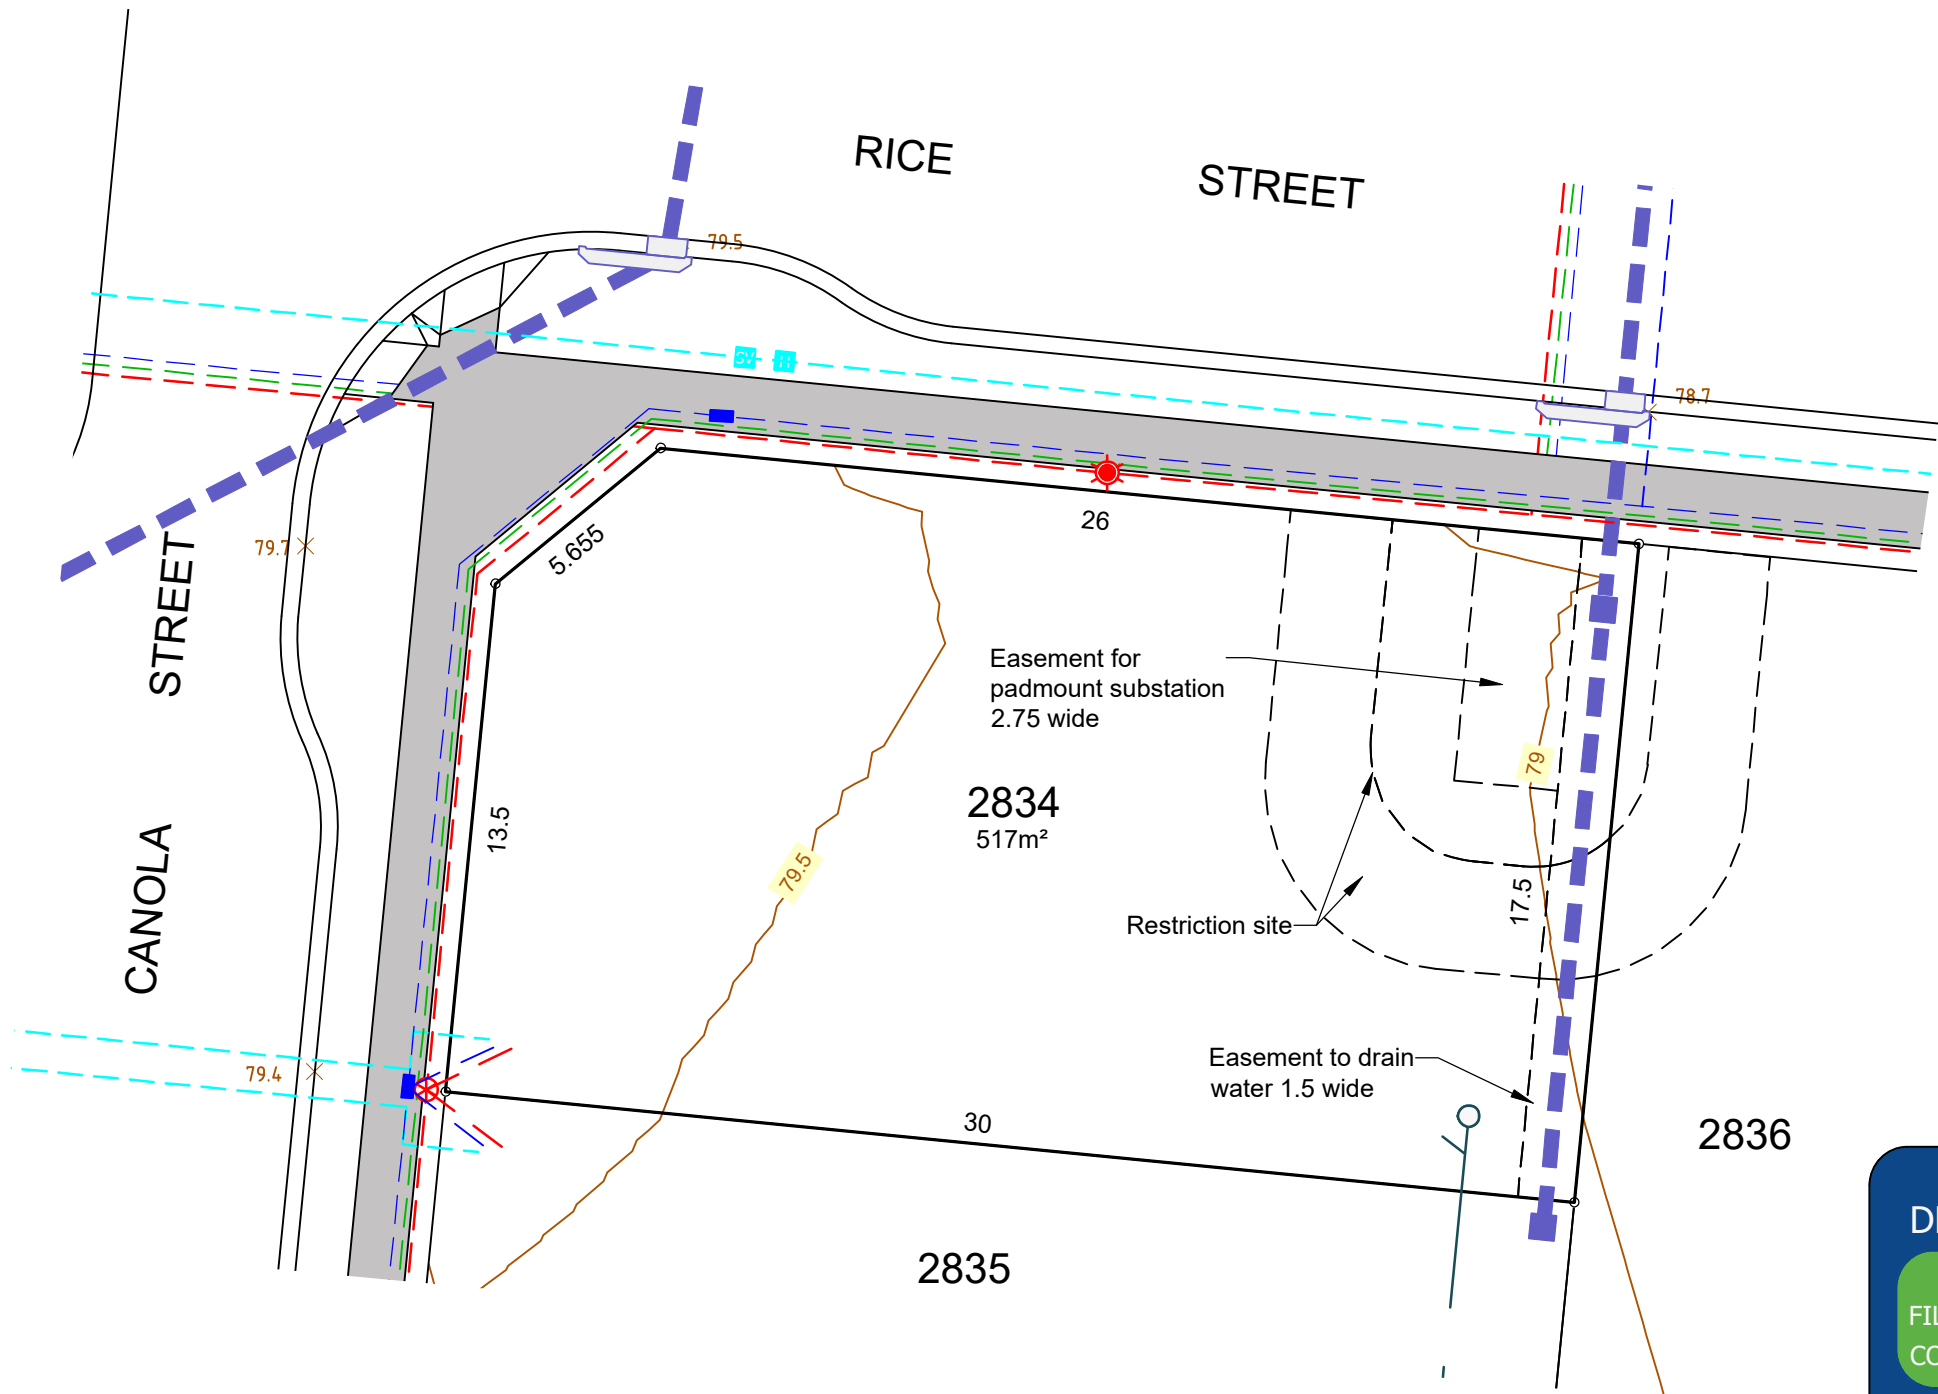 RICE STREET
79.5
78.7
SV
H
26
5.655
79.7
STREET
CANOLA
Easement for
padmount substation
2.75 wide
79
13.5
2834
517m²
79.5
17.5
Restriction site
79.4
Easement to drain
water 1.5 wide
30
2836
2835